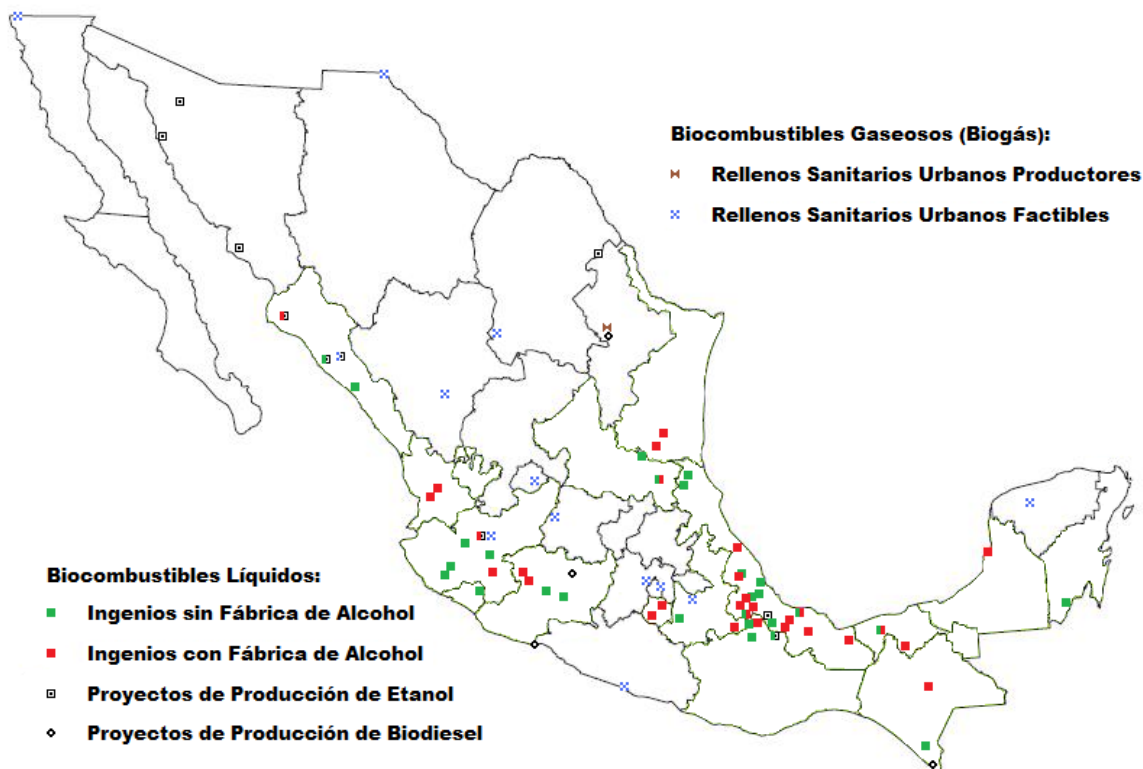 Biocombustibles Gaseosos (Biogás):
Rellenos Sanitarios Urbanos Productores
Rellenos Sanitarios Urbanos Factibles
Biocombustibles Líquidos:
Ingenios sin Fábrica de Alcohol
Ingenios con Fábrica de Alcohol
Proyectos de Producción de Etanol
Proyectos de Producción de Biodiesel